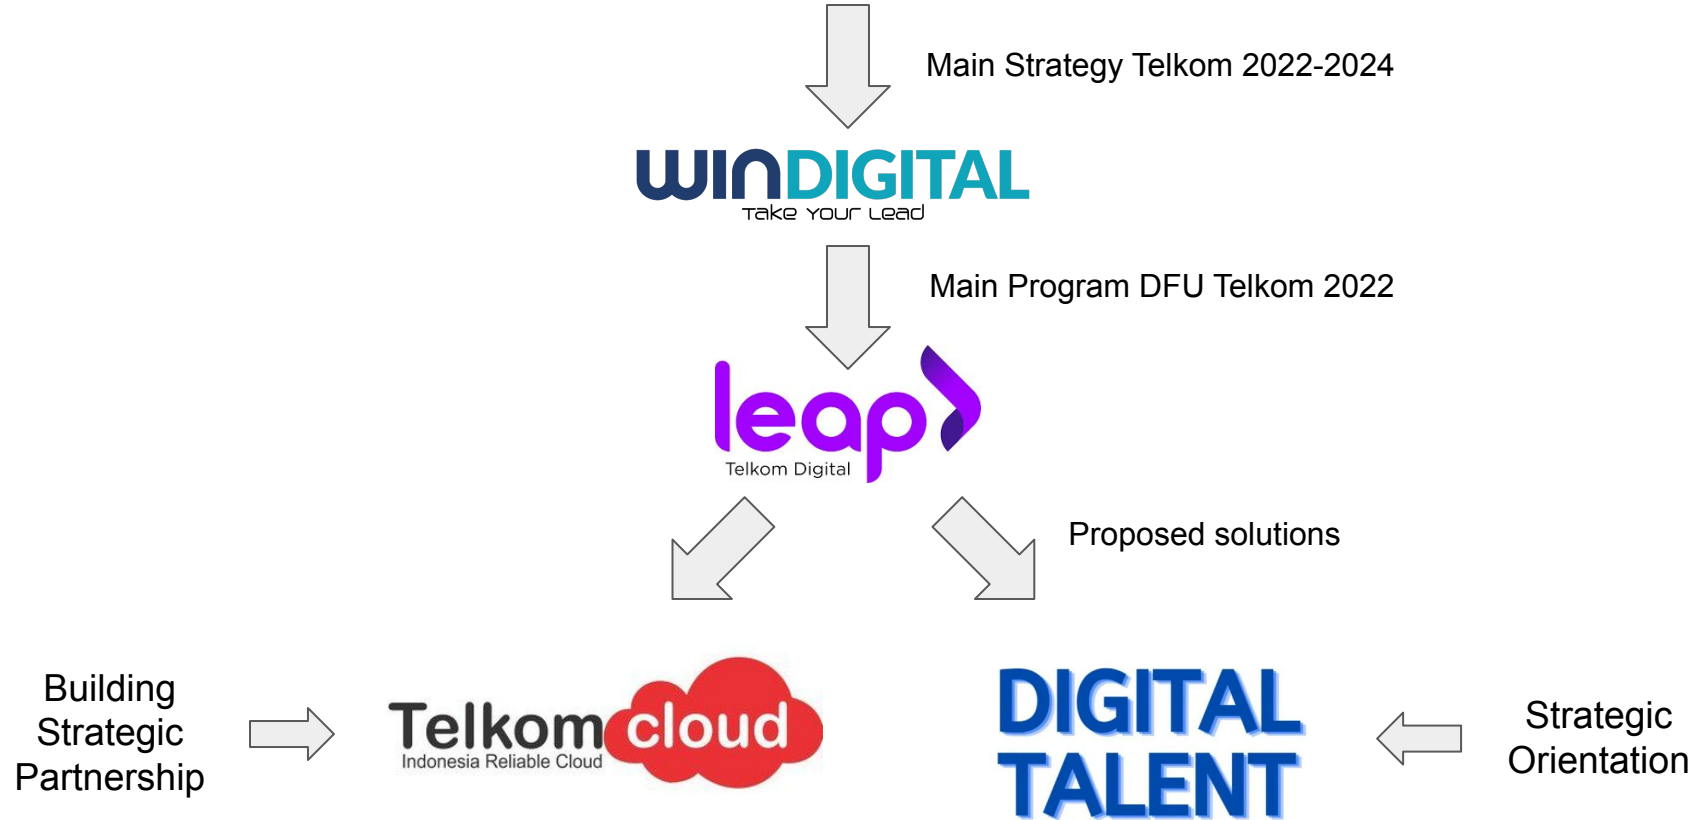 Main Strategy Telkom 2022-2024
WINDIGITAL
Take Your Lead
Main Program DFU Telkom 2022
leap
Telkom Digital
Proposed solutions
Building
Strategic
Partnership
Telkom cloud
Indonesia Reliable Cloud
DIGITAL
TALENT
Strategic
Orientation